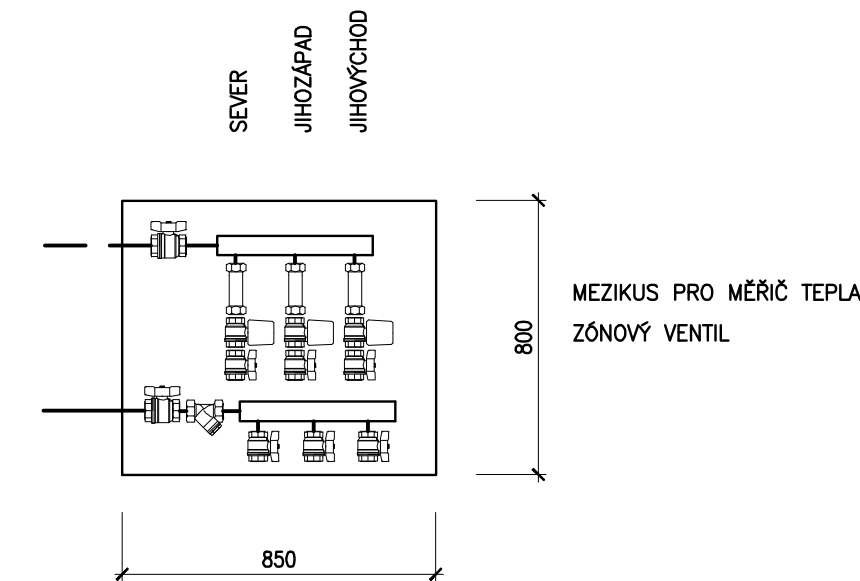 SEVER
JIHOZÁPAD
JIHOVÝCHOD
MEZIKUS PRO MĚŘIČ TEPLA
ZÓNOVÝ VENTIL
800
850